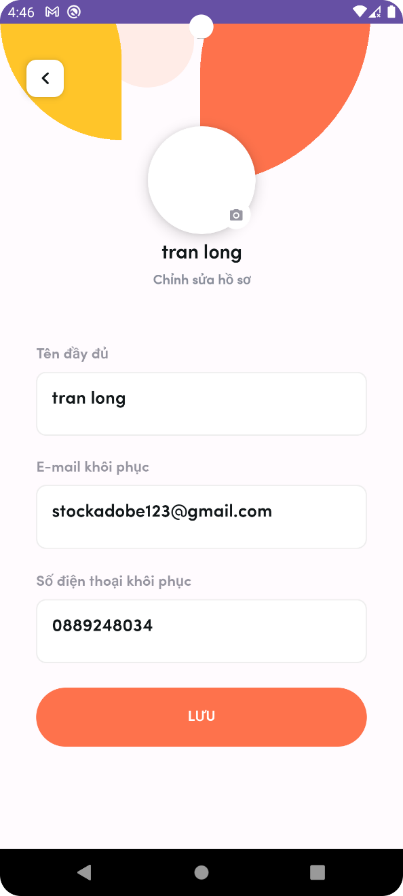 4:46
tran long
Chỉnh sửa hồ sơ
Tên đầy đủ
tran long
E-mail khôi phục
stockadobe123@gmail.com
Số điện thoại khôi phục
0889248034
LƯU